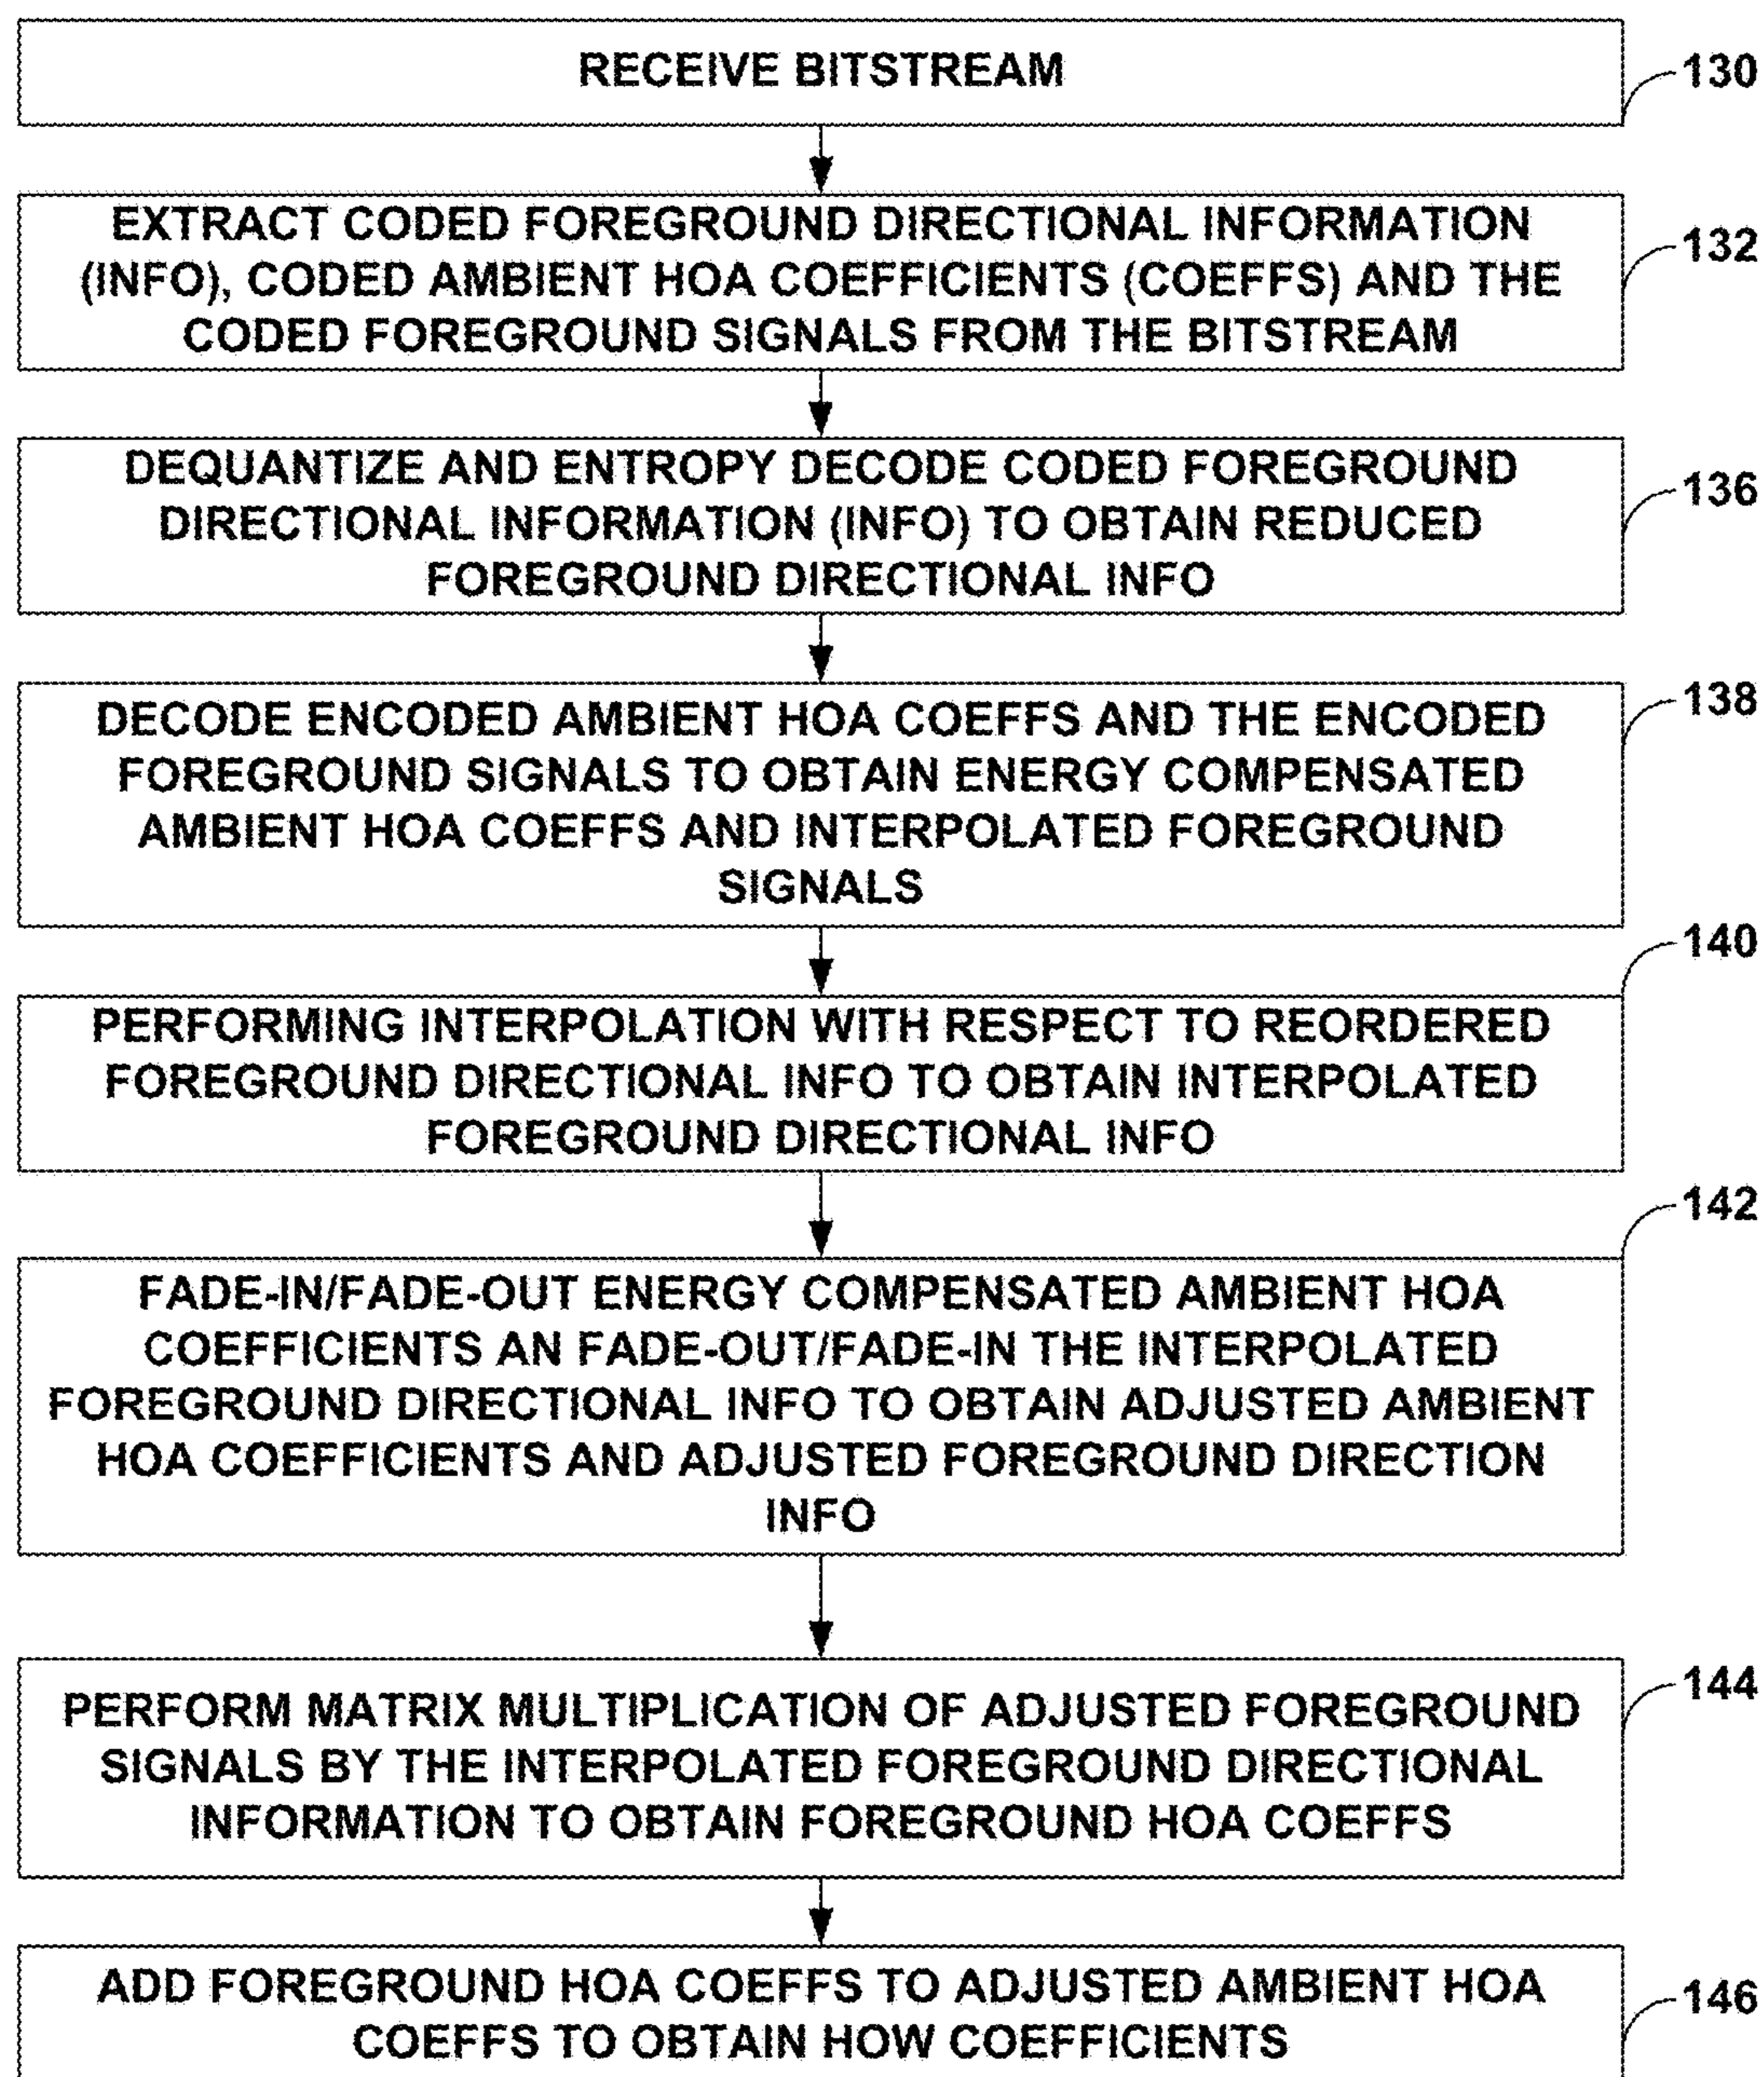 RECEIVE BITSTREAM
130
EXTRACT CODED FOREGROUND DIRECTIONAL INFORMATION
(INFO), CODED AMBIENT HOA COEFFICIENTS (COEFFS) AND THE
CODED FOREGROUND SIGNALS FROM THE BITSTREAM
132
DEQUANTIZE AND ENTROPY DECODE CODED FOREGROUND
DIRECTIONAL INFORMATION (INFO) TO OBTAIN REDUCED
FOREGROUND DIRECTIONAL INFO
136
DECODE ENCODED AMBIENT HOA COEFFS AND THE ENCODED
FOREGROUND SIGNALS TO OBTAIN ENERGY COMPENSATED
AMBIENT HOA COEFFS AND INTERPOLATED FOREGROUND
SIGNALS
138
PERFORMING INTERPOLATION WITH RESPECT TO REORDERED
FOREGROUND DIRECTIONAL INFO TO OBTAIN INTERPOLATED
FOREGROUND DIRECTIONAL INFO
140
FADE-IN/FADE-OUT ENERGY COMPENSATED AMBIENT HOA
COEFFICIENTS AN FADE-OUT/FADE-IN THE INTERPOLATED
FOREGROUND DIRECTIONAL INFO TO OBTAIN ADJUSTED AMBIENT
HOA COEFFICIENTS AND ADJUSTED FOREGROUND DIRECTION
INFO
142
PERFORM MATRIX MULTIPLICATION OF ADJUSTED FOREGROUND
SIGNALS BY THE INTERPOLATED FOREGROUND DIRECTIONAL
INFORMATION TO OBTAIN FOREGROUND HOA COEFFS
144
ADD FOREGROUND HOA COEFFS TO ADJUSTED AMBIENT HOA
COEFFS TO OBTAIN HOW COEFFICIENTS
146